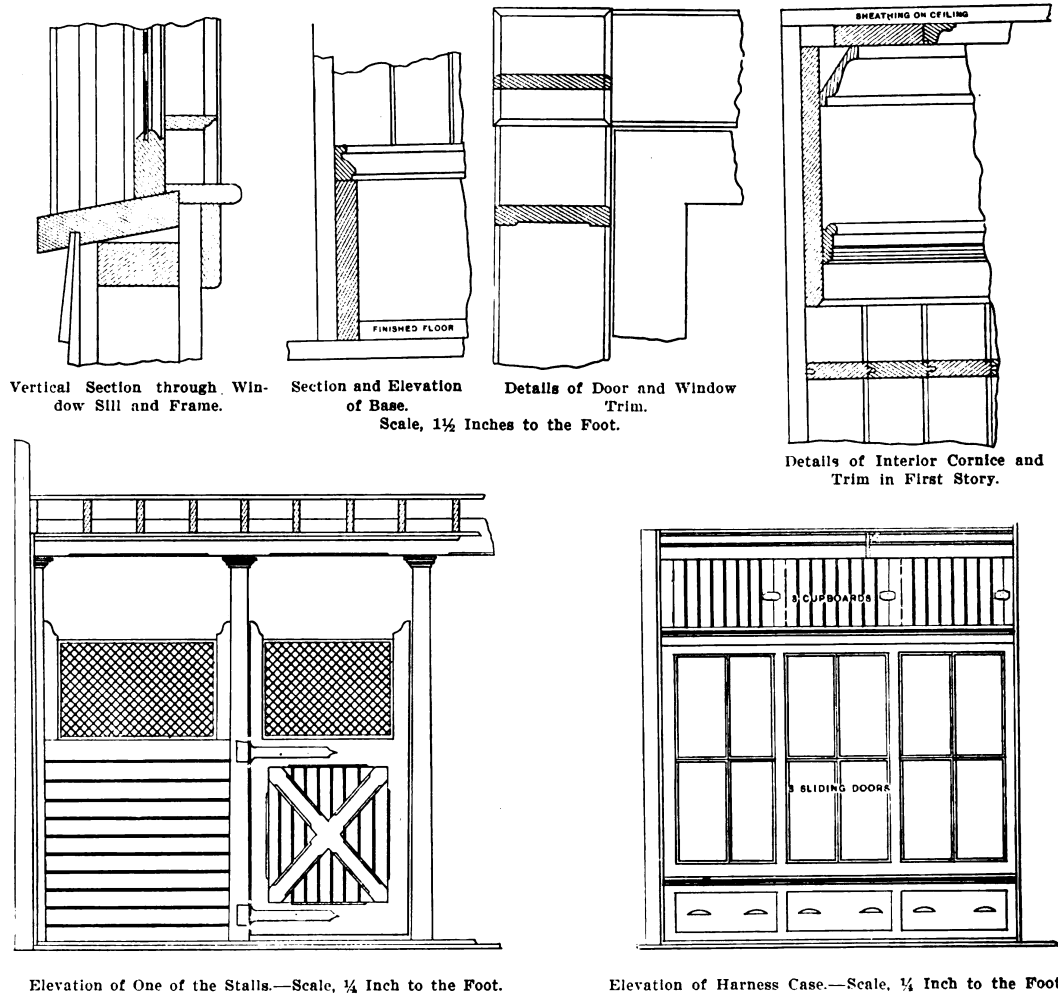 SHEATHING ON CEILING
FINISHED FLOOR
Vertical Section through Win-
dow Sill and Frame.
Section and Elevation
of Base.
Details of Door and Window
Trim.
Scale, 1½ Inches to the Foot.
Details of Interior Cornice and
Trim in First Story.
3 CUPBOARDS
3 SLIDING DOORS
Elevation of One of the Stalls.—Scale, ¼ Inch to the Foot.
Elevation of Harness Case.—Scale, ¼ Inch to the Foot